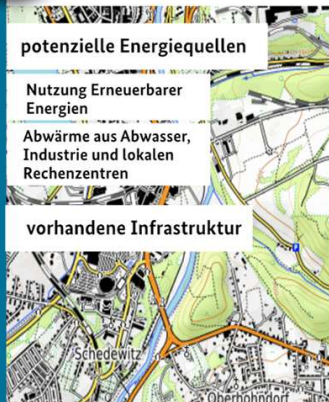 potenzielle Energiequellen
Nutzung Erneuerbarer
Energien
Abwärme aus Abwasser,
Industrie und lokalen
Rechenzentren
vorhandene Infrastruktur
P
Schedewitz
Oberhohndorf